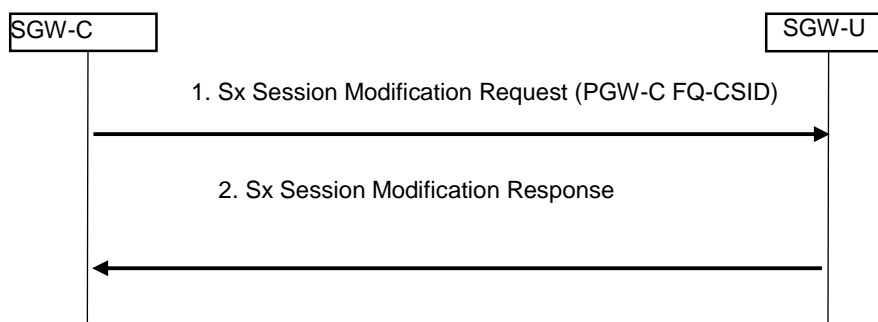 SGW-C
SGW-U
1. Sx Session Modification Request (PGW-C FQ-CSID)
2. Sx Session Modification Response